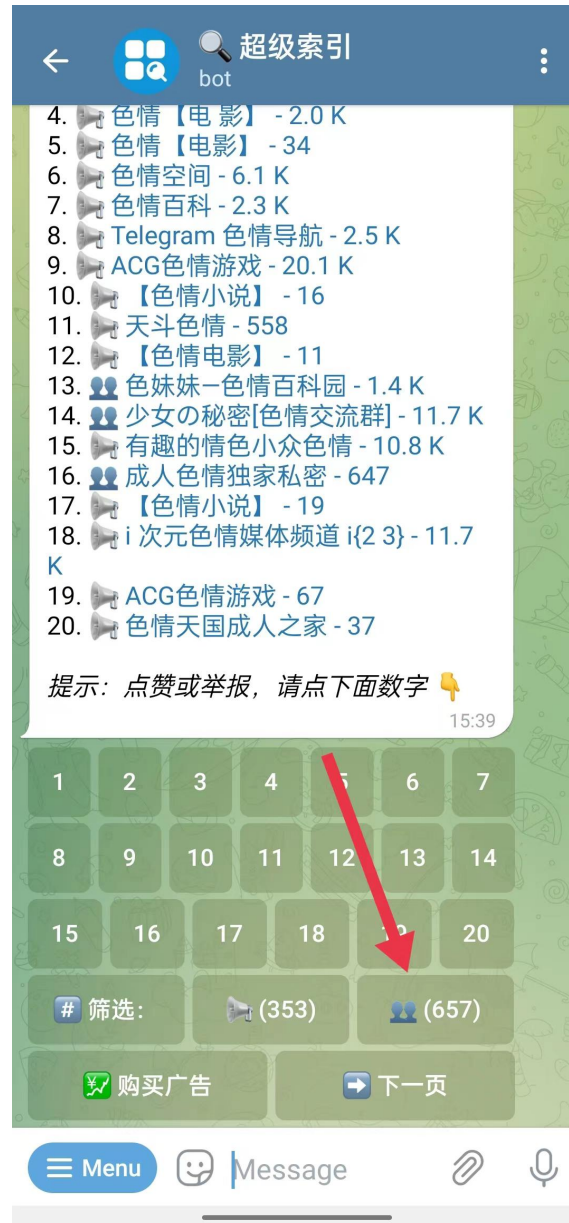 🔍 超级索引
bot
4. 📢 色情【电 影】 - 2.0 K
5. 📢 色情【电影】 - 34
6. 📢 色情空间 - 6.1 K
7. 📢 色情百科 - 2.3 K
8. 📢 Telegram 色情导航 - 2.5 K
9. 📢 ACG色情游戏 - 20.1 K
10. 📢 【色情小说】 - 16
11. 📢 天斗色情 - 558
12. 📢 【色情电影】 - 11
13. 👥 色妹妹—色情百科园 - 1.4 K
14. 👥 少女の秘密[色情交流群] - 11.7 K
15. 📢 有趣的情色小众色情 - 10.8 K
16. 👥 成人色情独家私密 - 647
17. 📢 【色情小说】 - 19
18. 📢 i 次元色情媒体频道 i{2 3} - 11.7
K
19. 📢 ACG色情游戏 - 67
20. 📢 色情天国成人之家 - 37
提示：点赞或举报，请点下面数字 👇
15:39
1 2 3 4 5 6 7
8 9 10 11 12 13 14
15 16 17 18 19 20
#️⃣ 筛选: 📢 (353) 👥 (657)
💹 购买广告 ➡️ 下一页
Menu Message